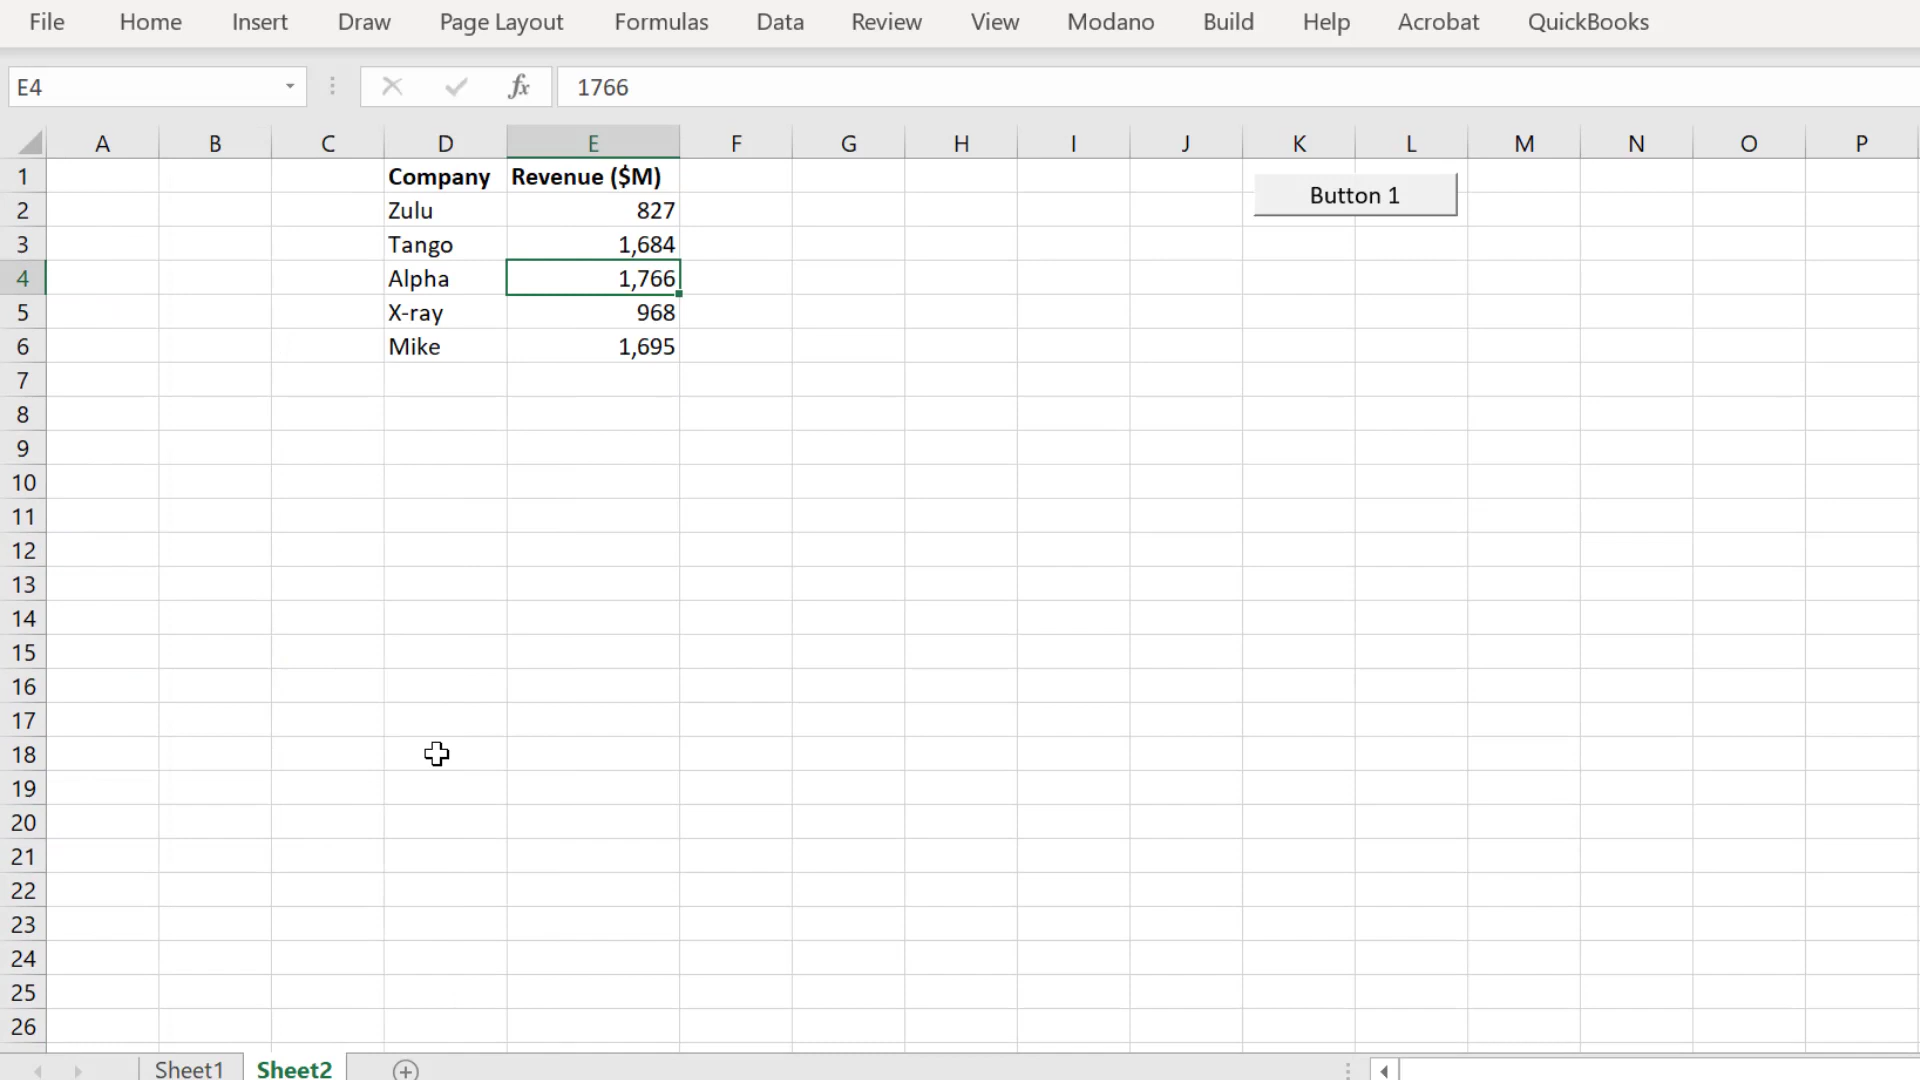 File Home Insert Draw Page Layout Formulas Data Review View Modano Build Help Acrobat QuickBooks
E4 fx 1766
A B C D E F G H I J K L M N O P
1 Company Revenue ($M) Button 1
2 Zulu 827
3 Tango 1,684
4 Alpha 1,766
5 X-ray 968
6 Mike 1,695
7
8
9
10
11
12
13
14
15
16
17
18
19
20
21
22
23
24
25
26
Sheet1 Sheet2